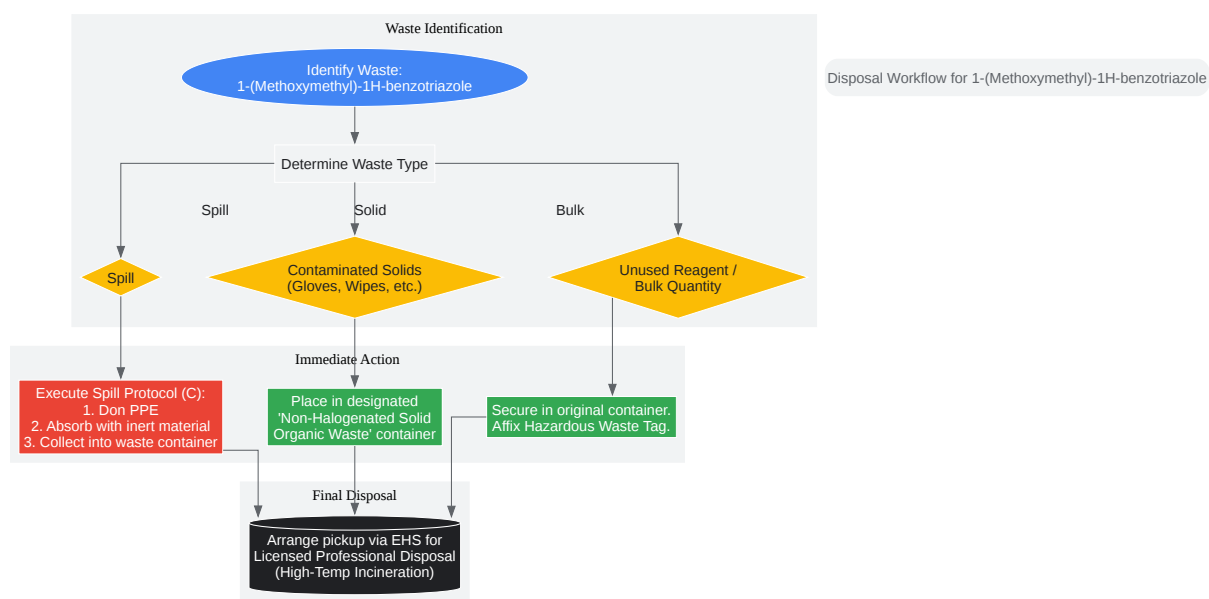 Waste Identification
Identify Waste:
1-(Methoxymethyl)-1H-benzotriazole
Disposal Workflow for 1-(Methoxymethyl)-1H-benzotriazole
Determine Waste Type
Spill
Solid
Bulk
Spill
Contaminated Solids
(Gloves, Wipes, etc.)
Unused Reagent /
Bulk Quantity
Immediate Action
Execute Spill Protocol (C):
1. Don PPE
2. Absorb with inert material
3. Collect into waste container
Place in designated
'Non-Halogenated Solid
Organic Waste' container
Secure in original container.
Affix Hazardous Waste Tag.
Final Disposal
Arrange pickup via EHS for
Licensed Professional Disposal
(High-Temp Incineration)